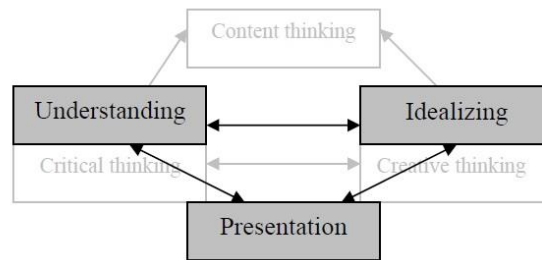 Content thinking
Understanding
Idealizing
Critical thinking
Creative thinking
Presentation